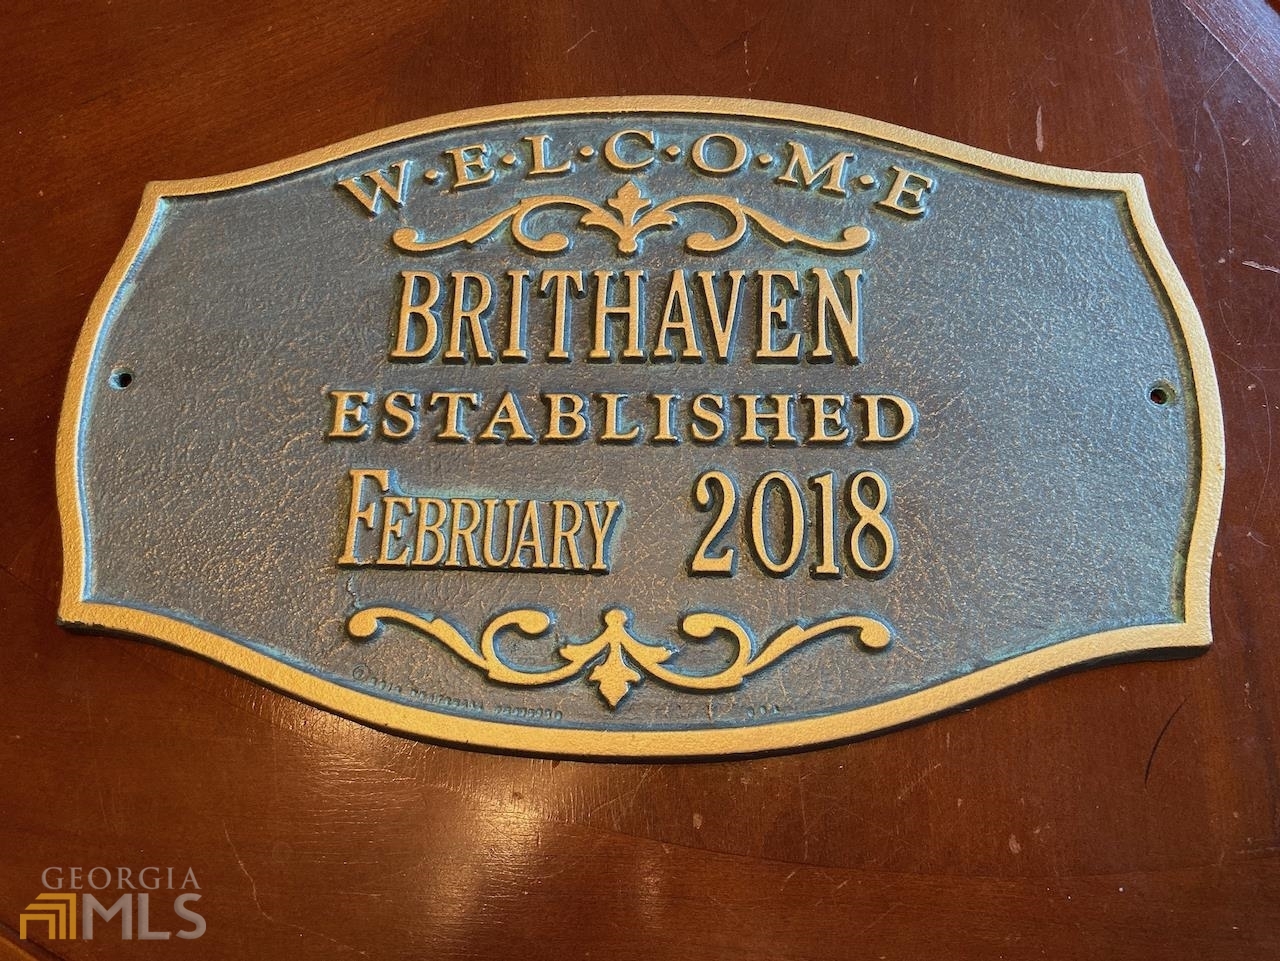 W·E·L·C·O·M·E
BRITHAVEN
ESTABLISHED
FEBRUARY 2018
GEORGIA
MLS